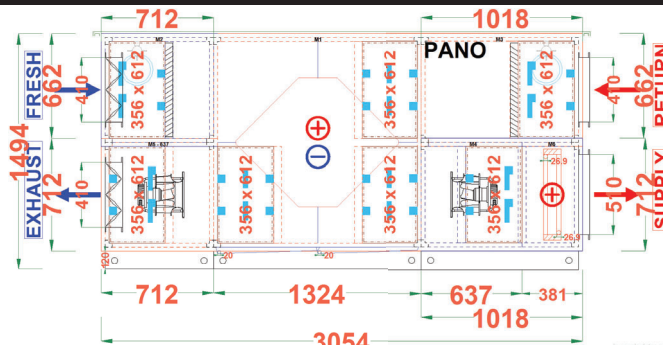 712
1018
M2
M1
M3
PANO
FRESH
662
410
356 x 612
356 x 612
356 x 612
410
662
RETURN
1494
EXHAUST
712
410
M5 - 637
356 x 612
356 x 612
356 x 612
M4
356 x 612
M6
26.9
26.9
510
712
SUPPLY
120
20
20
712
1324
637
381
1018
3054